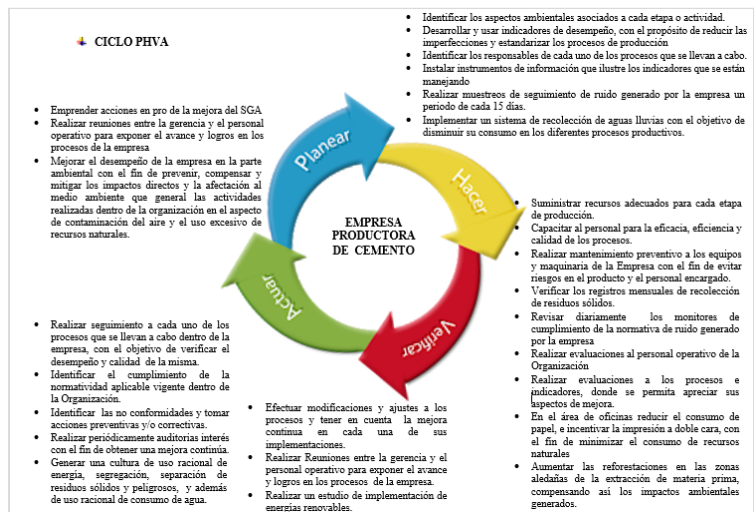 CICLO PHVA
• Identificar los aspectos ambientales asociados a cada etapa o actividad.
• Desarrollar y usar indicadores de desempeño, con el propósito de reducir las
imperfecciones y estandarizar los procesos de producción
• Identificar los responsables de cada uno de los procesos que se llevan a cabo.
• Instalar instrumentos de información que ilustre los indicadores que se están
manejando
• Realizar muestreos de seguimiento de ruido generado por la empresa un
periodo de cada 15 días.
• Implementar un sistema de recolección de aguas lluvias con el objetivo de
disminuir su consumo en los diferentes procesos productivos.
• Emprender acciones en pro de la mejora del SGA
• Realizar reuniones entre la gerencia y el personal
operativo para exponer el avance y logros en los
procesos de la empresa
• Mejorar el desempeño de la empresa en la parte
ambiental con el fin de prevenir, compensar y
mitigar los impactos directos y la afectación al
medio ambiente que general las actividades
realizadas dentro de la organización en el aspecto
de contaminación del aire y el uso excesivo de
recursos naturales.
Planear
Hacer
Verificar
Actuar
EMPRESA
PRODUCTORA
DE CEMENTO
• Suministrar recursos adecuados para cada etapa
de producción.
• Capacitar al personal para la eficacia, eficiencia y
calidad de los procesos.
• Realizar mantenimiento preventivo a los equipos
y maquinaria de la Empresa con el fin de evitar
riesgos en el producto y el personal encargado.
• Verificar los registros mensuales de recolección
de residuos sólidos.
• Revisar diariamente los monitores de
cumplimiento de la normativa de ruido generado
por la empresa
• Realizar evaluaciones al personal operativo de la
Organización
• Realizar evaluaciones a los procesos e
indicadores, donde se permita apreciar sus
aspectos de mejora.
• En el área de oficinas reducir el consumo de
papel, e incentivar la impresión a doble cara, con
el fin de minimizar el consumo de recursos
naturales
• Aumentar las reforestaciones en las zonas
aledañas de la extracción de materia prima,
compensando así los impactos ambientales
generados.
• Realizar seguimiento a cada uno de los
procesos que se llevan a cabo dentro de la
empresa, con el objetivo de verificar el
desempeño y calidad de la misma.
• Identificar el cumplimiento de la
normatividad aplicable vigente dentro de
la Organización.
• Identificar las no conformidades y tomar
acciones preventivas y/o correctivas.
• Realizar periódicamente auditorias interés
con el fin de obtener una mejora continúa.
• Generar una cultura de uso racional de
energía, segregación, separación de
residuos sólidos y peligrosos, y además
de uso racional de consumo de agua.
• Efectuar modificaciones y ajustes a los
procesos y tener en cuenta la mejora
continua en cada una de sus
implementaciones.
• Realizar Reuniones entre la gerencia y el
personal operativo para exponer el avance
y logros en los procesos de la empresa.
• Realizar un estudio de implementación de
energías renovables.